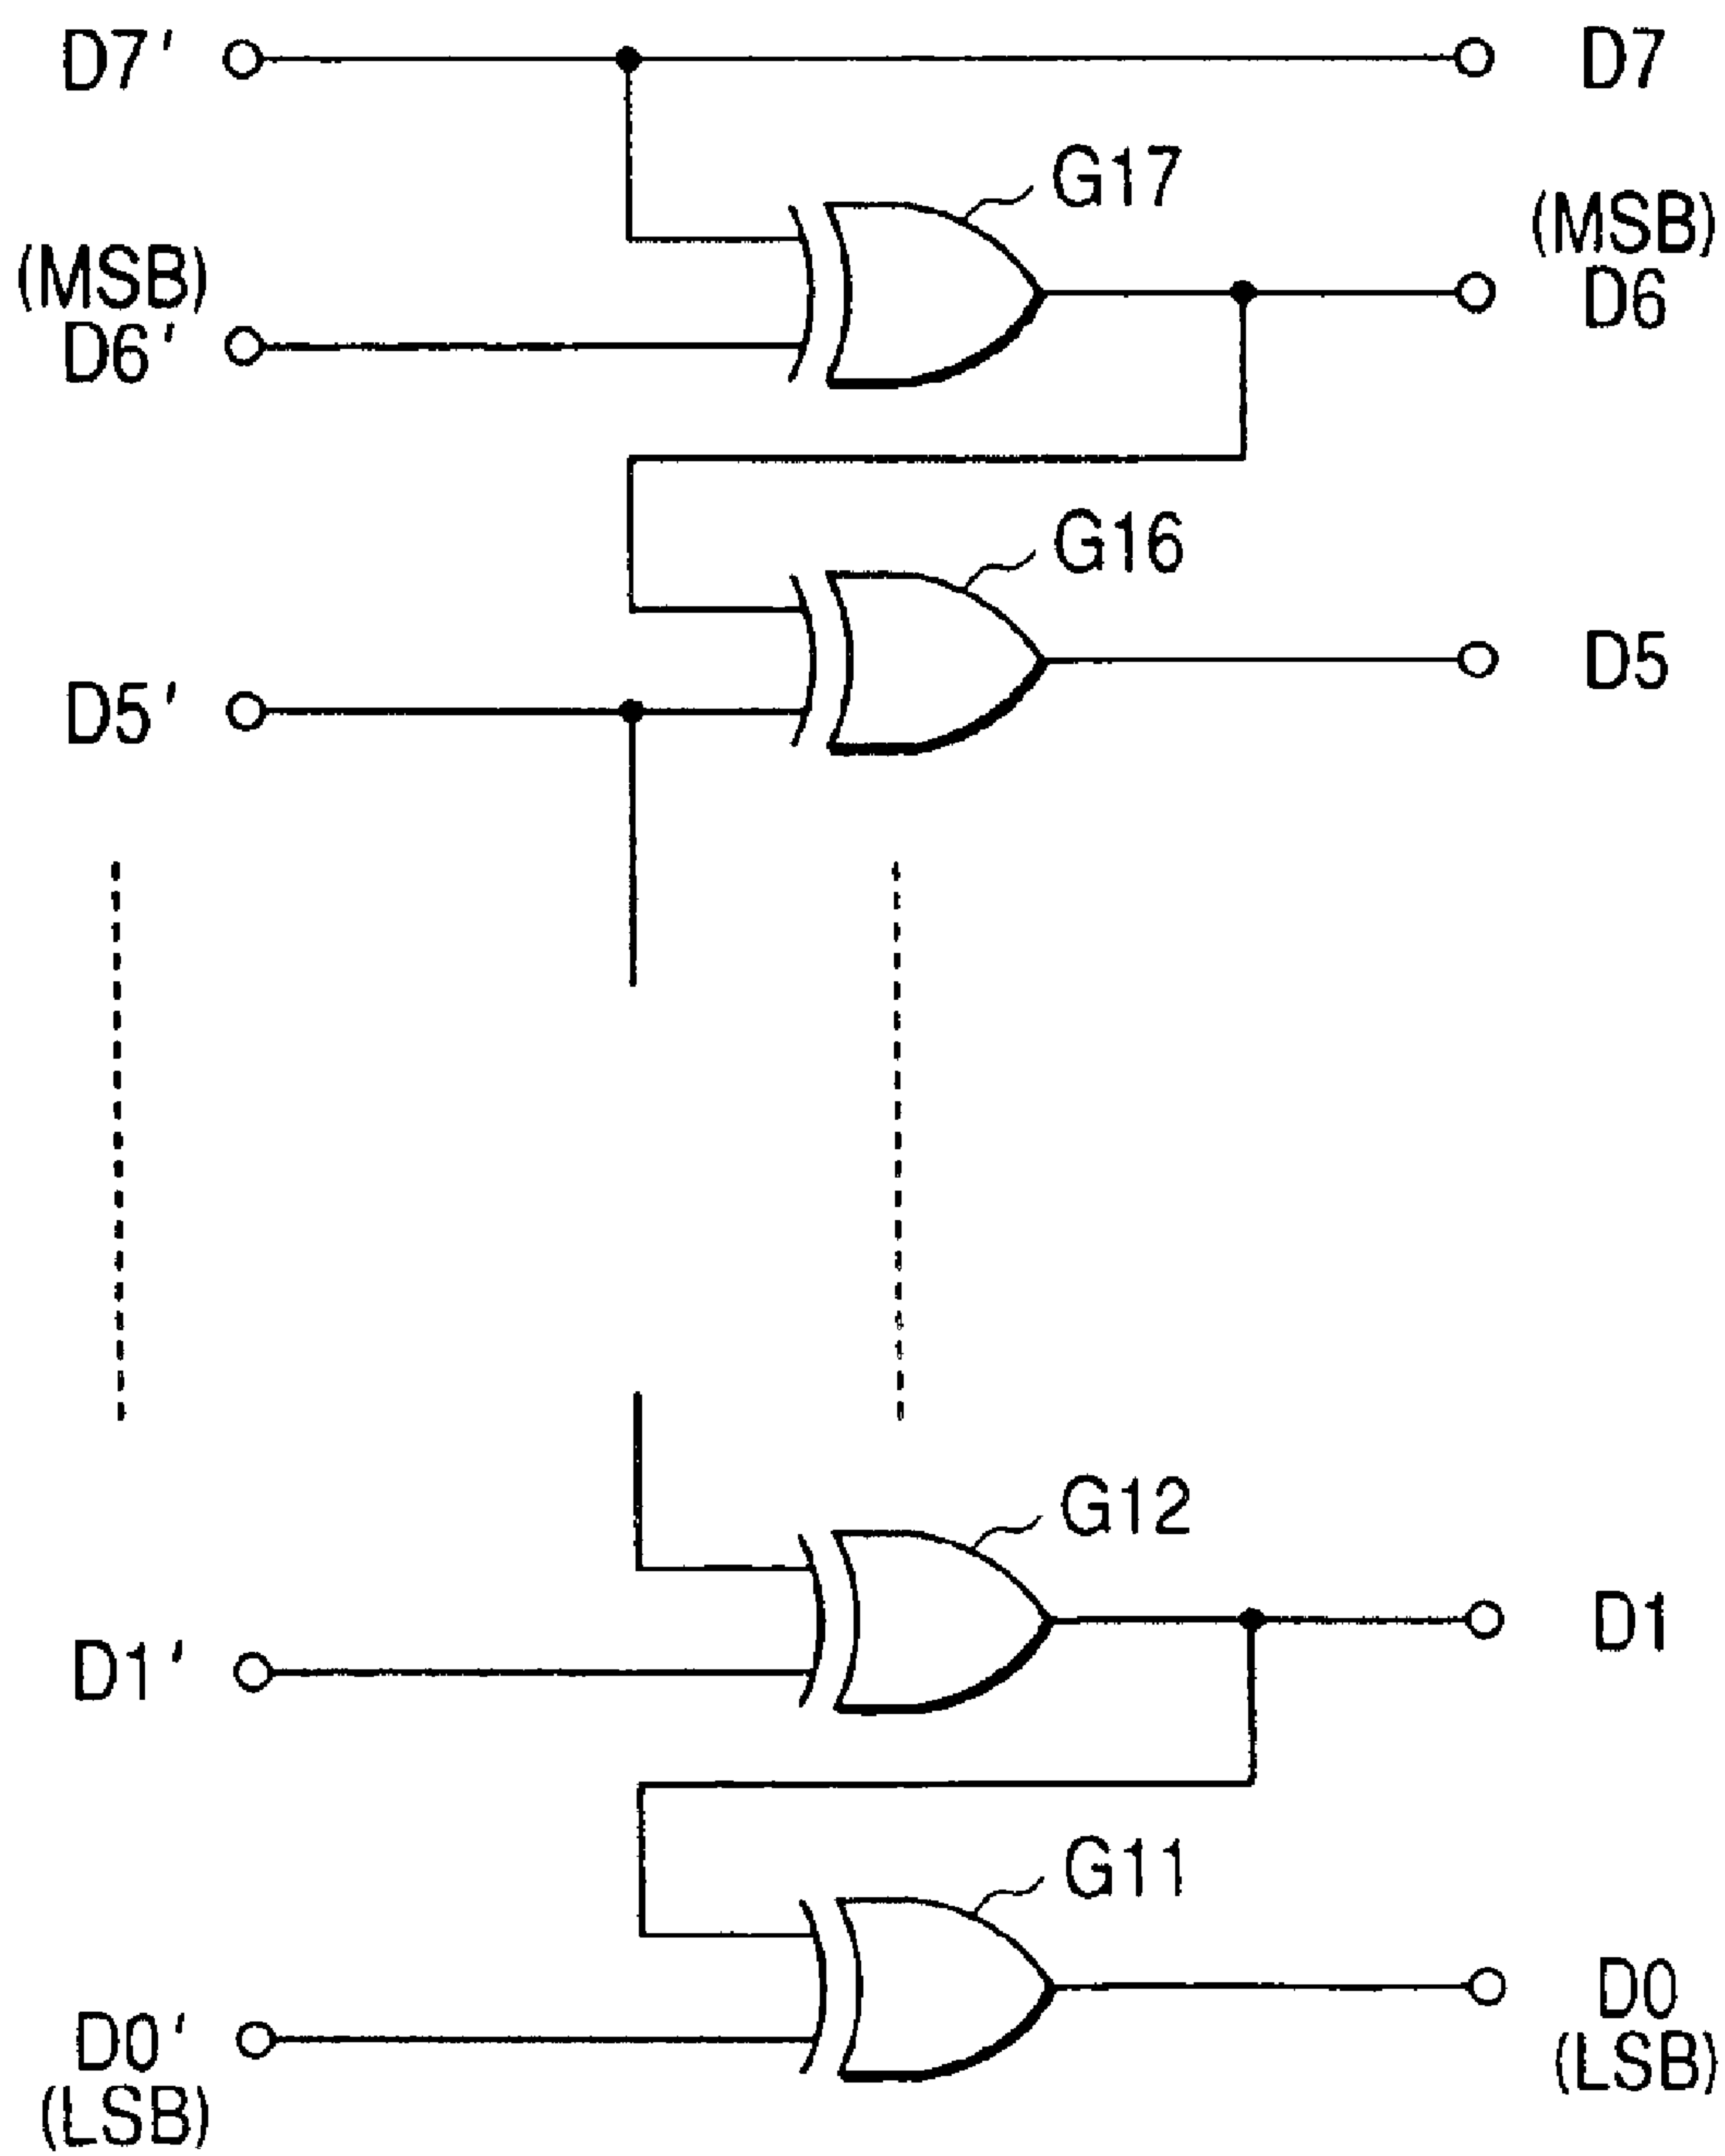 D7' D7
G17
(MSB) (MSB)
D6' D6
G16
D5' D5
G12
D1' D1
G11
D0' D0
(LSB) (LSB)